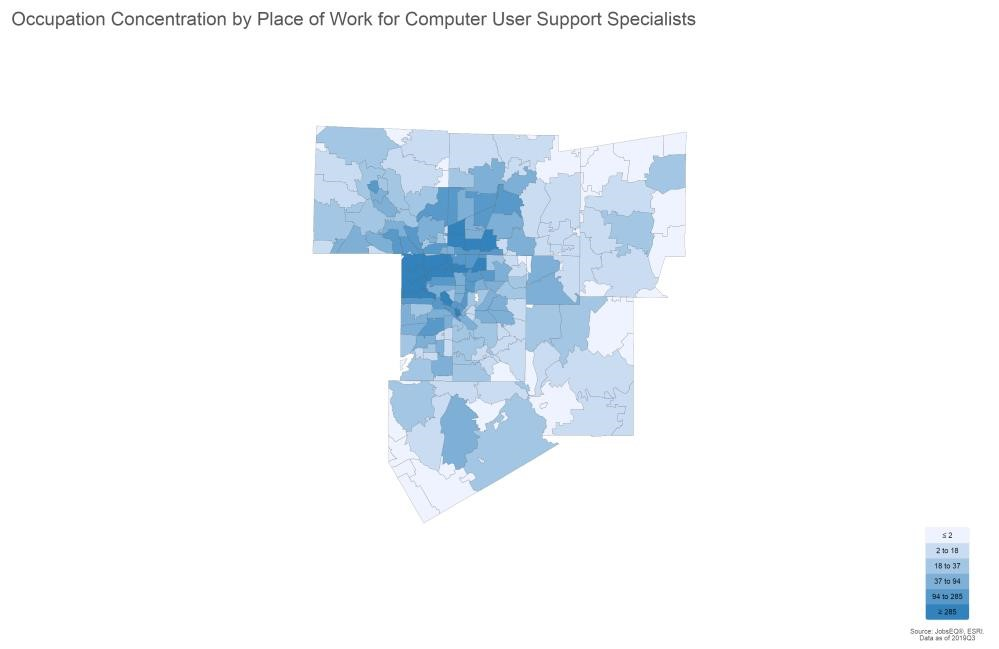 Occupation Concentration by Place of Work for Computer User Support Specialists
≤ 2
2 to 18
18 to 37
37 to 94
94 to 285
≥ 285
Source: JobsEQ®, ESRI.
Data as of 2019Q3